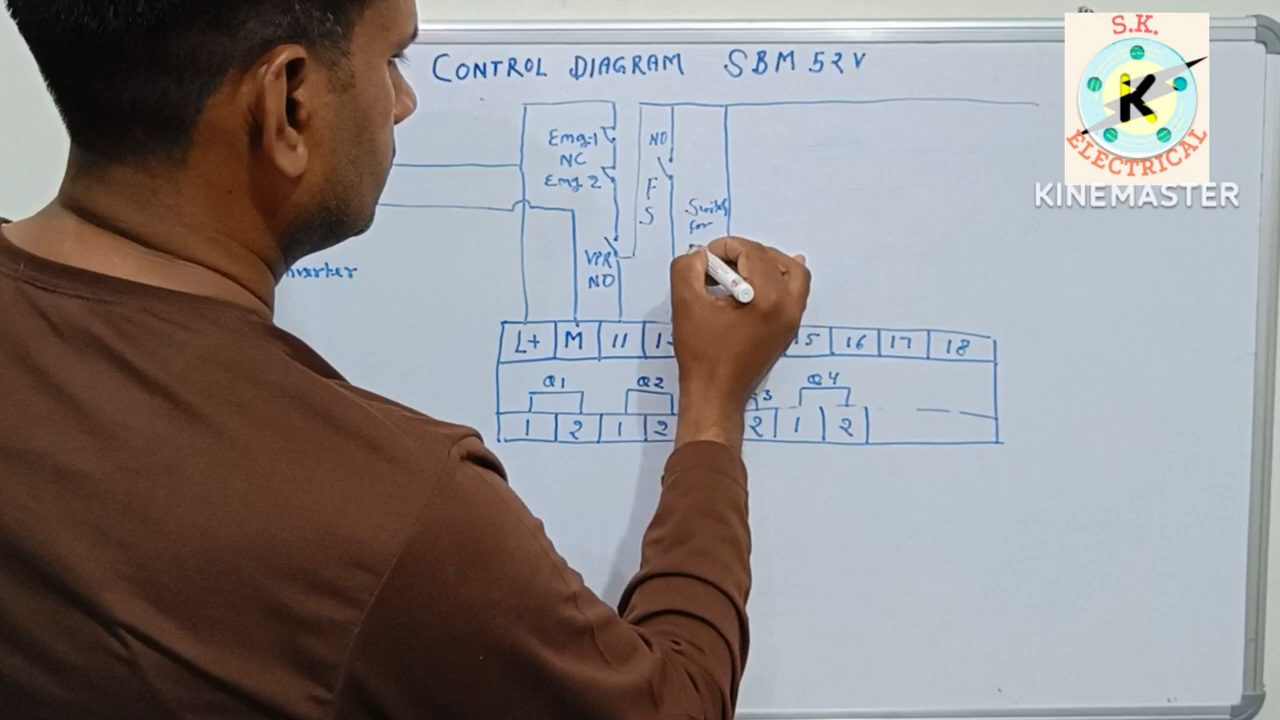 CONTROL DIAGRAM SBM 52V
S.K.
K
ELECTRICAL
KINEMASTER
Emg-1
NC
Emg 2
NO
F
S
Switch
for
VPR
NO
L+ M 11 15 16 17 18
Q1 Q2 3 Q4
1 2 1 2 2 1 2